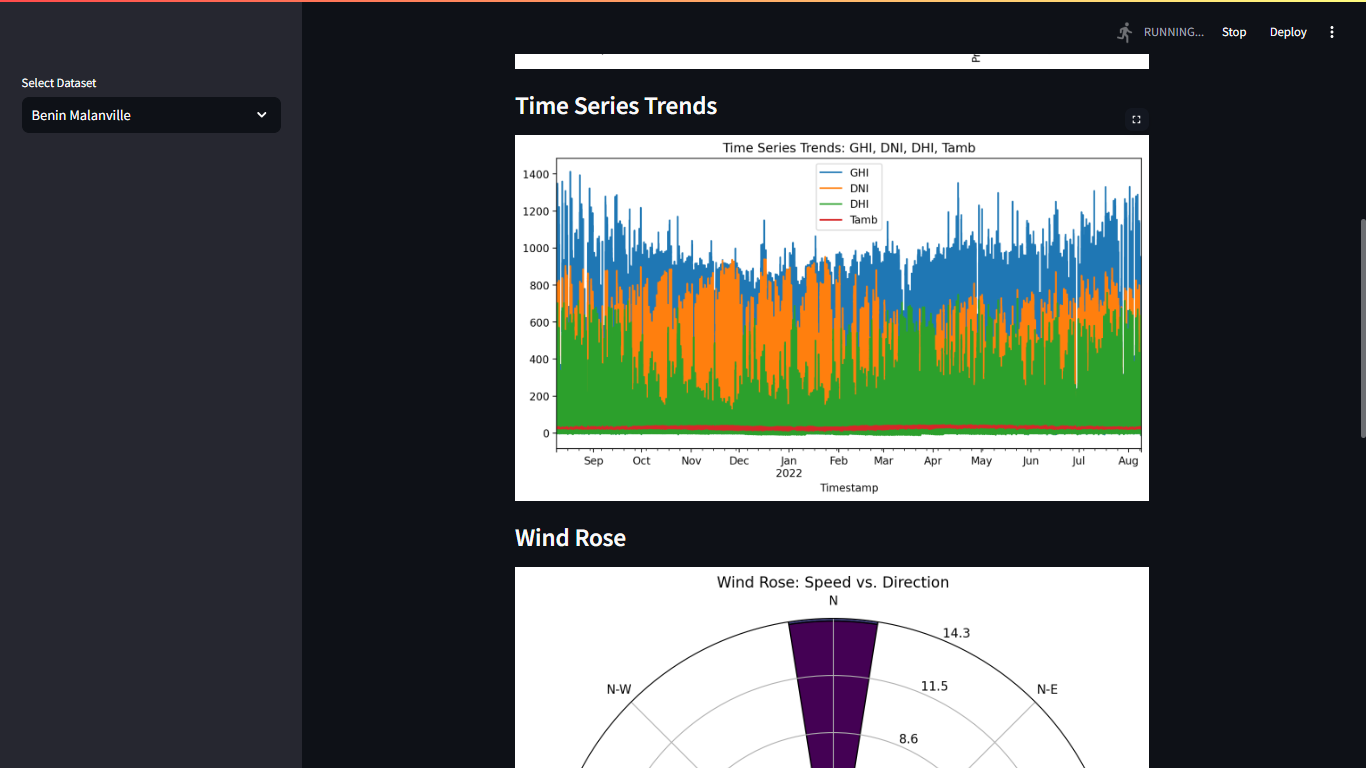 RUNNING...
Stop
Deploy
Select Dataset
Benin Malanville
Time Series Trends
Time Series Trends: GHI, DNI, DHI, Tamb
GHI
DNI
DHI
Tamb
1400
1200
1000
800
600
400
200
0
Sep Oct Nov Dec Jan Feb Mar Apr May Jun Jul Aug
2022
Timestamp
Wind Rose
Wind Rose: Speed vs. Direction
N
14.3
N-W
11.5
N-E
8.6